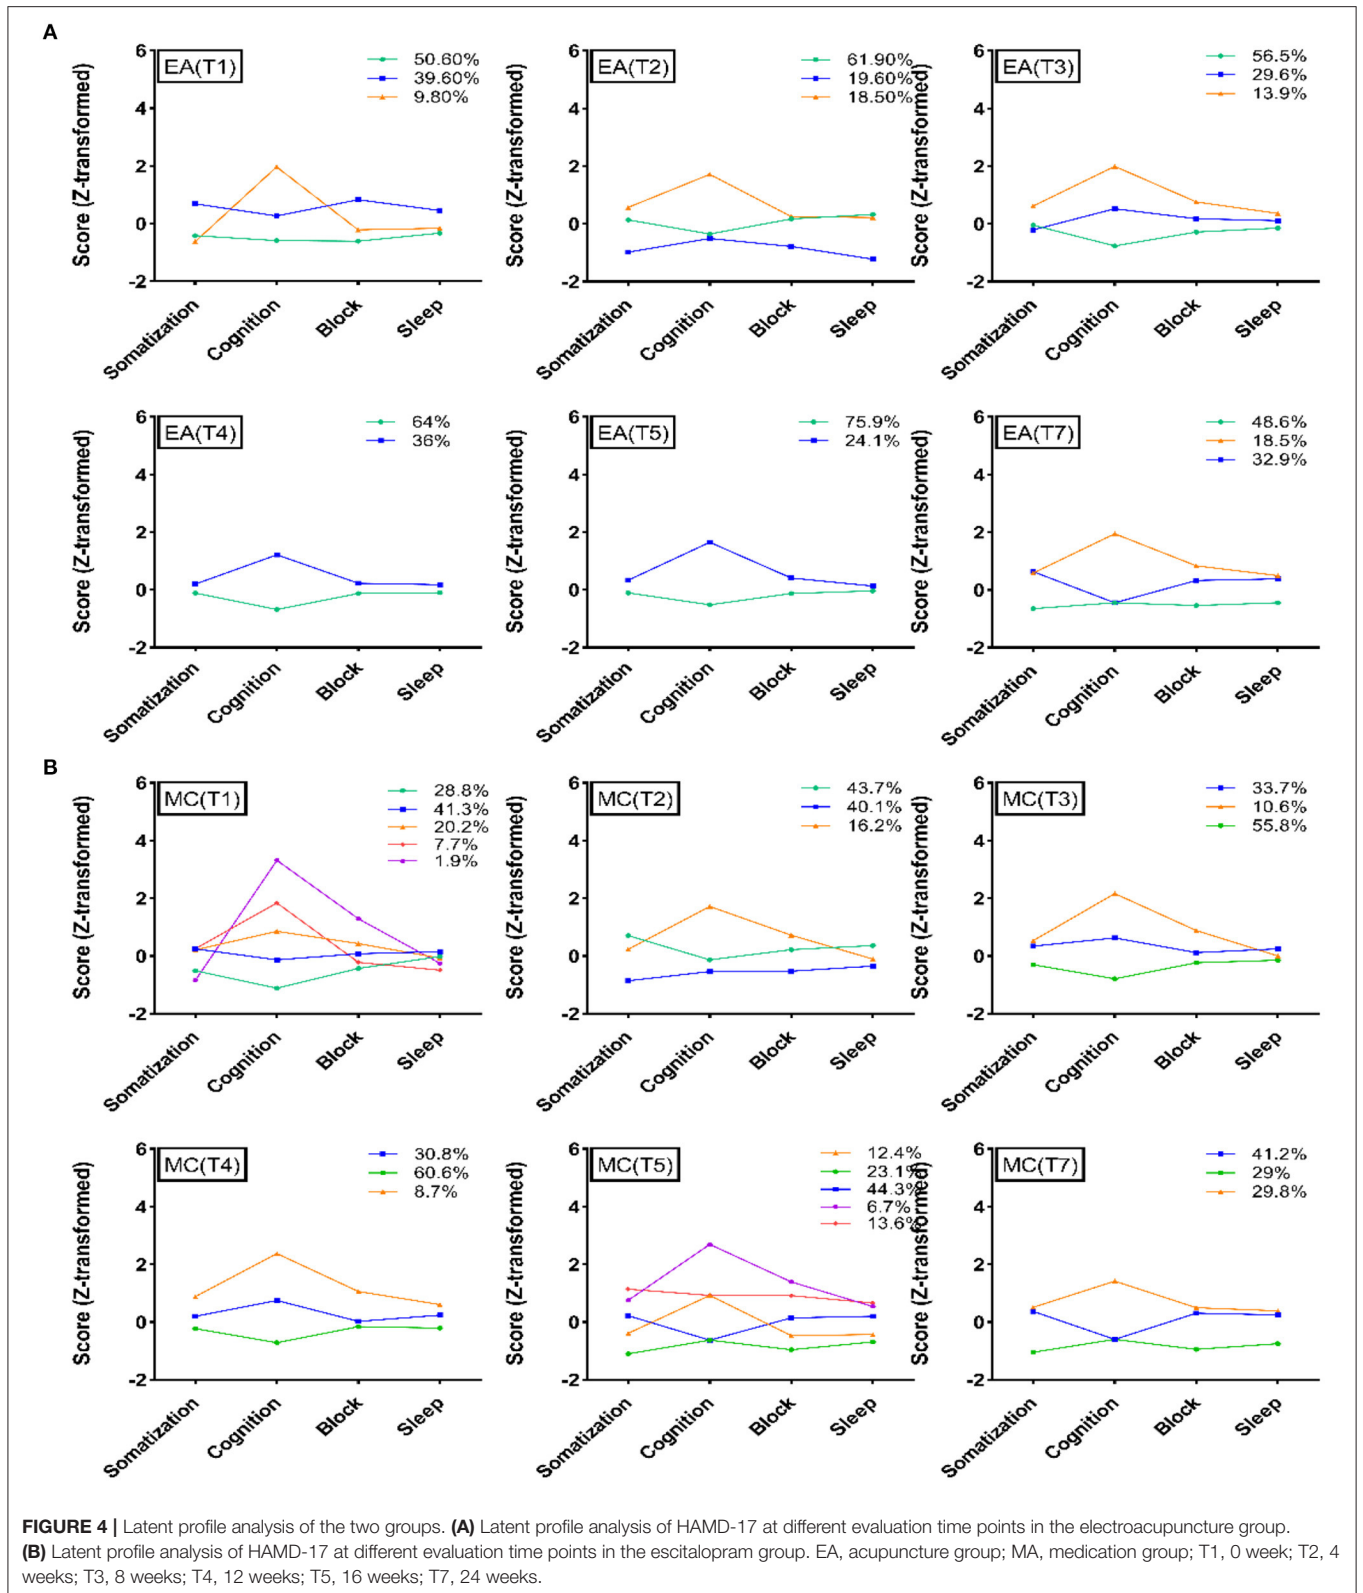 A
EA(T1)
50.60%
39.60%
9.80%
Score (Z-transformed)
6
4
2
0
-2
Somatization
Cognition
Block
Sleep
EA(T2)
61.90%
19.60%
18.50%
Score (Z-transformed)
6
4
2
0
-2
Somatization
Cognition
Block
Sleep
EA(T3)
56.5%
29.6%
13.9%
Score (Z-transformed)
6
4
2
0
-2
Somatization
Cognition
Block
Sleep
EA(T4)
64%
36%
Score (Z-transformed)
6
4
2
0
-2
Somatization
Cognition
Block
Sleep
EA(T5)
75.9%
24.1%
Score (Z-transformed)
6
4
2
0
-2
Somatization
Cognition
Block
Sleep
EA(T7)
48.6%
18.5%
32.9%
Score (Z-transformed)
6
4
2
0
-2
Somatization
Cognition
Block
Sleep
B
MC(T1)
28.8%
41.3%
20.2%
7.7%
1.9%
Score (Z-transformed)
6
4
2
0
-2
Somatization
Cognition
Block
Sleep
MC(T2)
43.7%
40.1%
16.2%
Score (Z-transformed)
6
4
2
0
-2
Somatization
Cognition
Block
Sleep
MC(T3)
33.7%
10.6%
55.8%
Score (Z-transformed)
6
4
2
0
-2
Somatization
Cognition
Block
Sleep
MC(T4)
30.8%
60.6%
8.7%
Score (Z-transformed)
6
4
2
0
-2
Somatization
Cognition
Block
Sleep
MC(T5)
12.4%
23.1%
44.3%
6.7%
13.6%
Score (Z-transformed)
6
4
2
0
-2
Somatization
Cognition
Block
Sleep
MC(T7)
41.2%
29%
29.8%
Score (Z-transformed)
6
4
2
0
-2
Somatization
Cognition
Block
Sleep
FIGURE 4 | Latent profile analysis of the two groups. (A) Latent profile analysis of HAMD-17 at different evaluation time points in the electroacupuncture group.
(B) Latent profile analysis of HAMD-17 at different evaluation time points in the escitalopram group. EA, acupuncture group; MA, medication group; T1, 0 week; T2, 4
weeks; T3, 8 weeks; T4, 12 weeks; T5, 16 weeks; T7, 24 weeks.